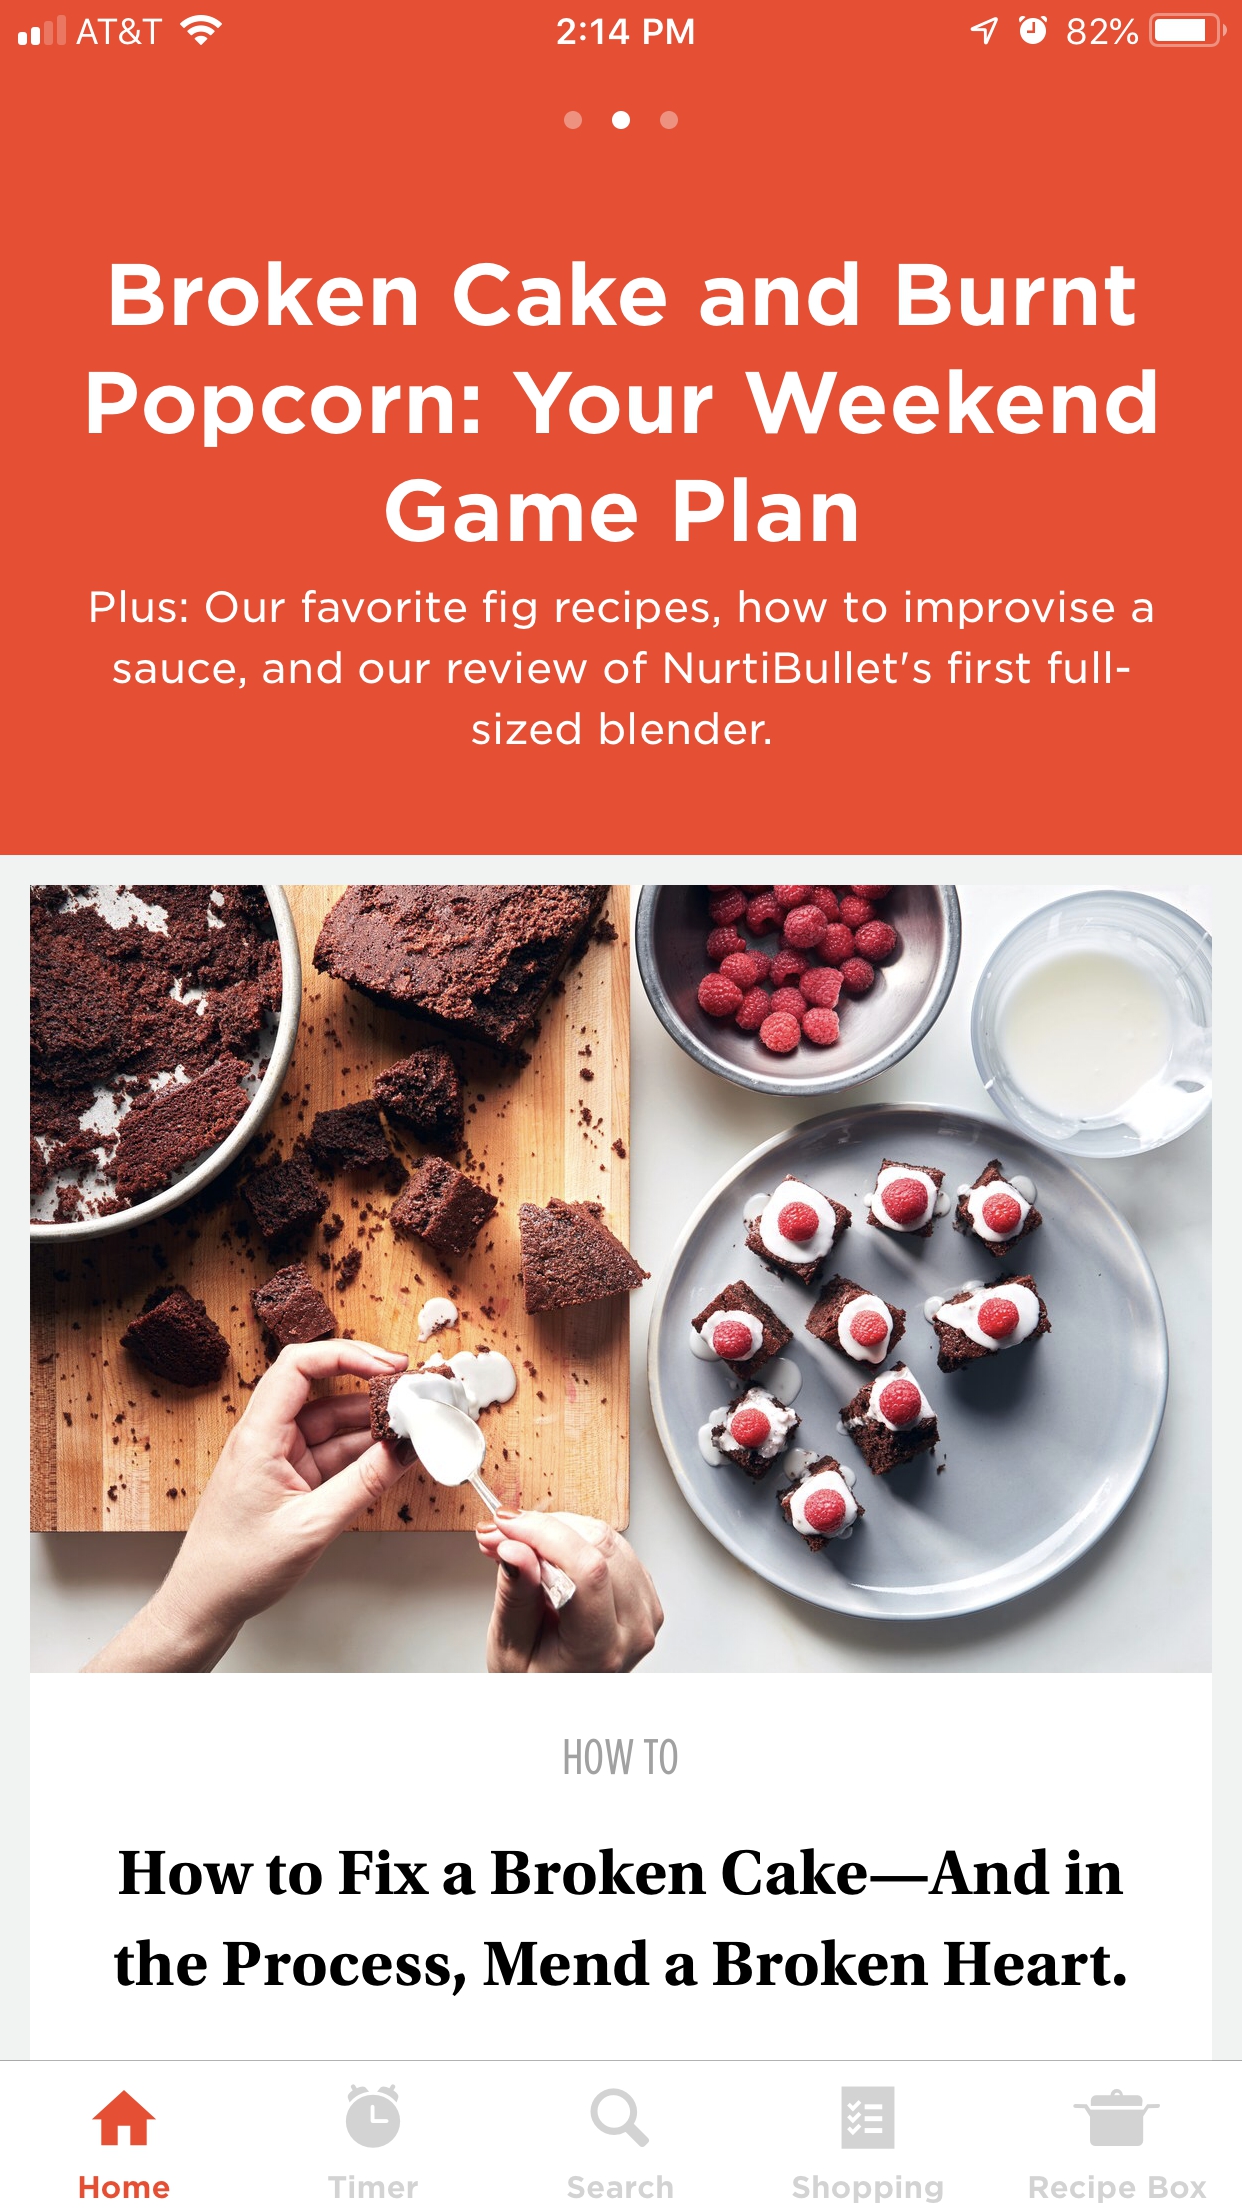 AT&T 2:14 PM 82%
Broken Cake and Burnt
Popcorn: Your Weekend
Game Plan
Plus: Our favorite fig recipes, how to improvise a
sauce, and our review of NurtiBullet's first full-
sized blender.
HOW TO
How to Fix a Broken Cake—And in
the Process, Mend a Broken Heart.
Home Timer Search Shopping Recipe Box